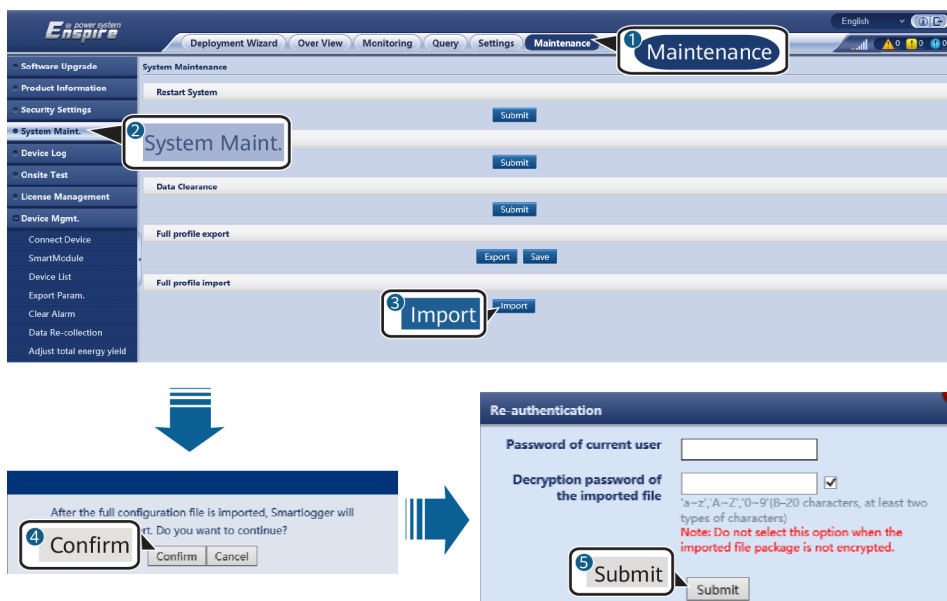 Enspire power system
English
Deployment Wizard Over View Monitoring Query Settings Maintenance
1 Maintenance
0 0 0
Software Upgrade
Product Information
Security Settings
System Maint.
Device Log
Onsite Test
License Management
Device Mgmt.
Connect Device
SmartModule
Device List
Export Param.
Clear Alarm
Data Re-collection
Adjust total energy yield
System Maintenance
Restart System
Submit
2 System Maint.
Submit
Data Clearance
Submit
Full profile export
Export Save
Full profile import
3 Import
Import
After the full configuration file is imported, Smartlogger will
rt. Do you want to continue?
4 Confirm
Confirm Cancel
Re-authentication
Password of current user
Decryption password of
the imported file
'a~z','A~Z','0~9'(8–20 characters, at least two
types of characters)
Note: Do not select this option when the
imported file package is not encrypted.
5 Submit
Submit